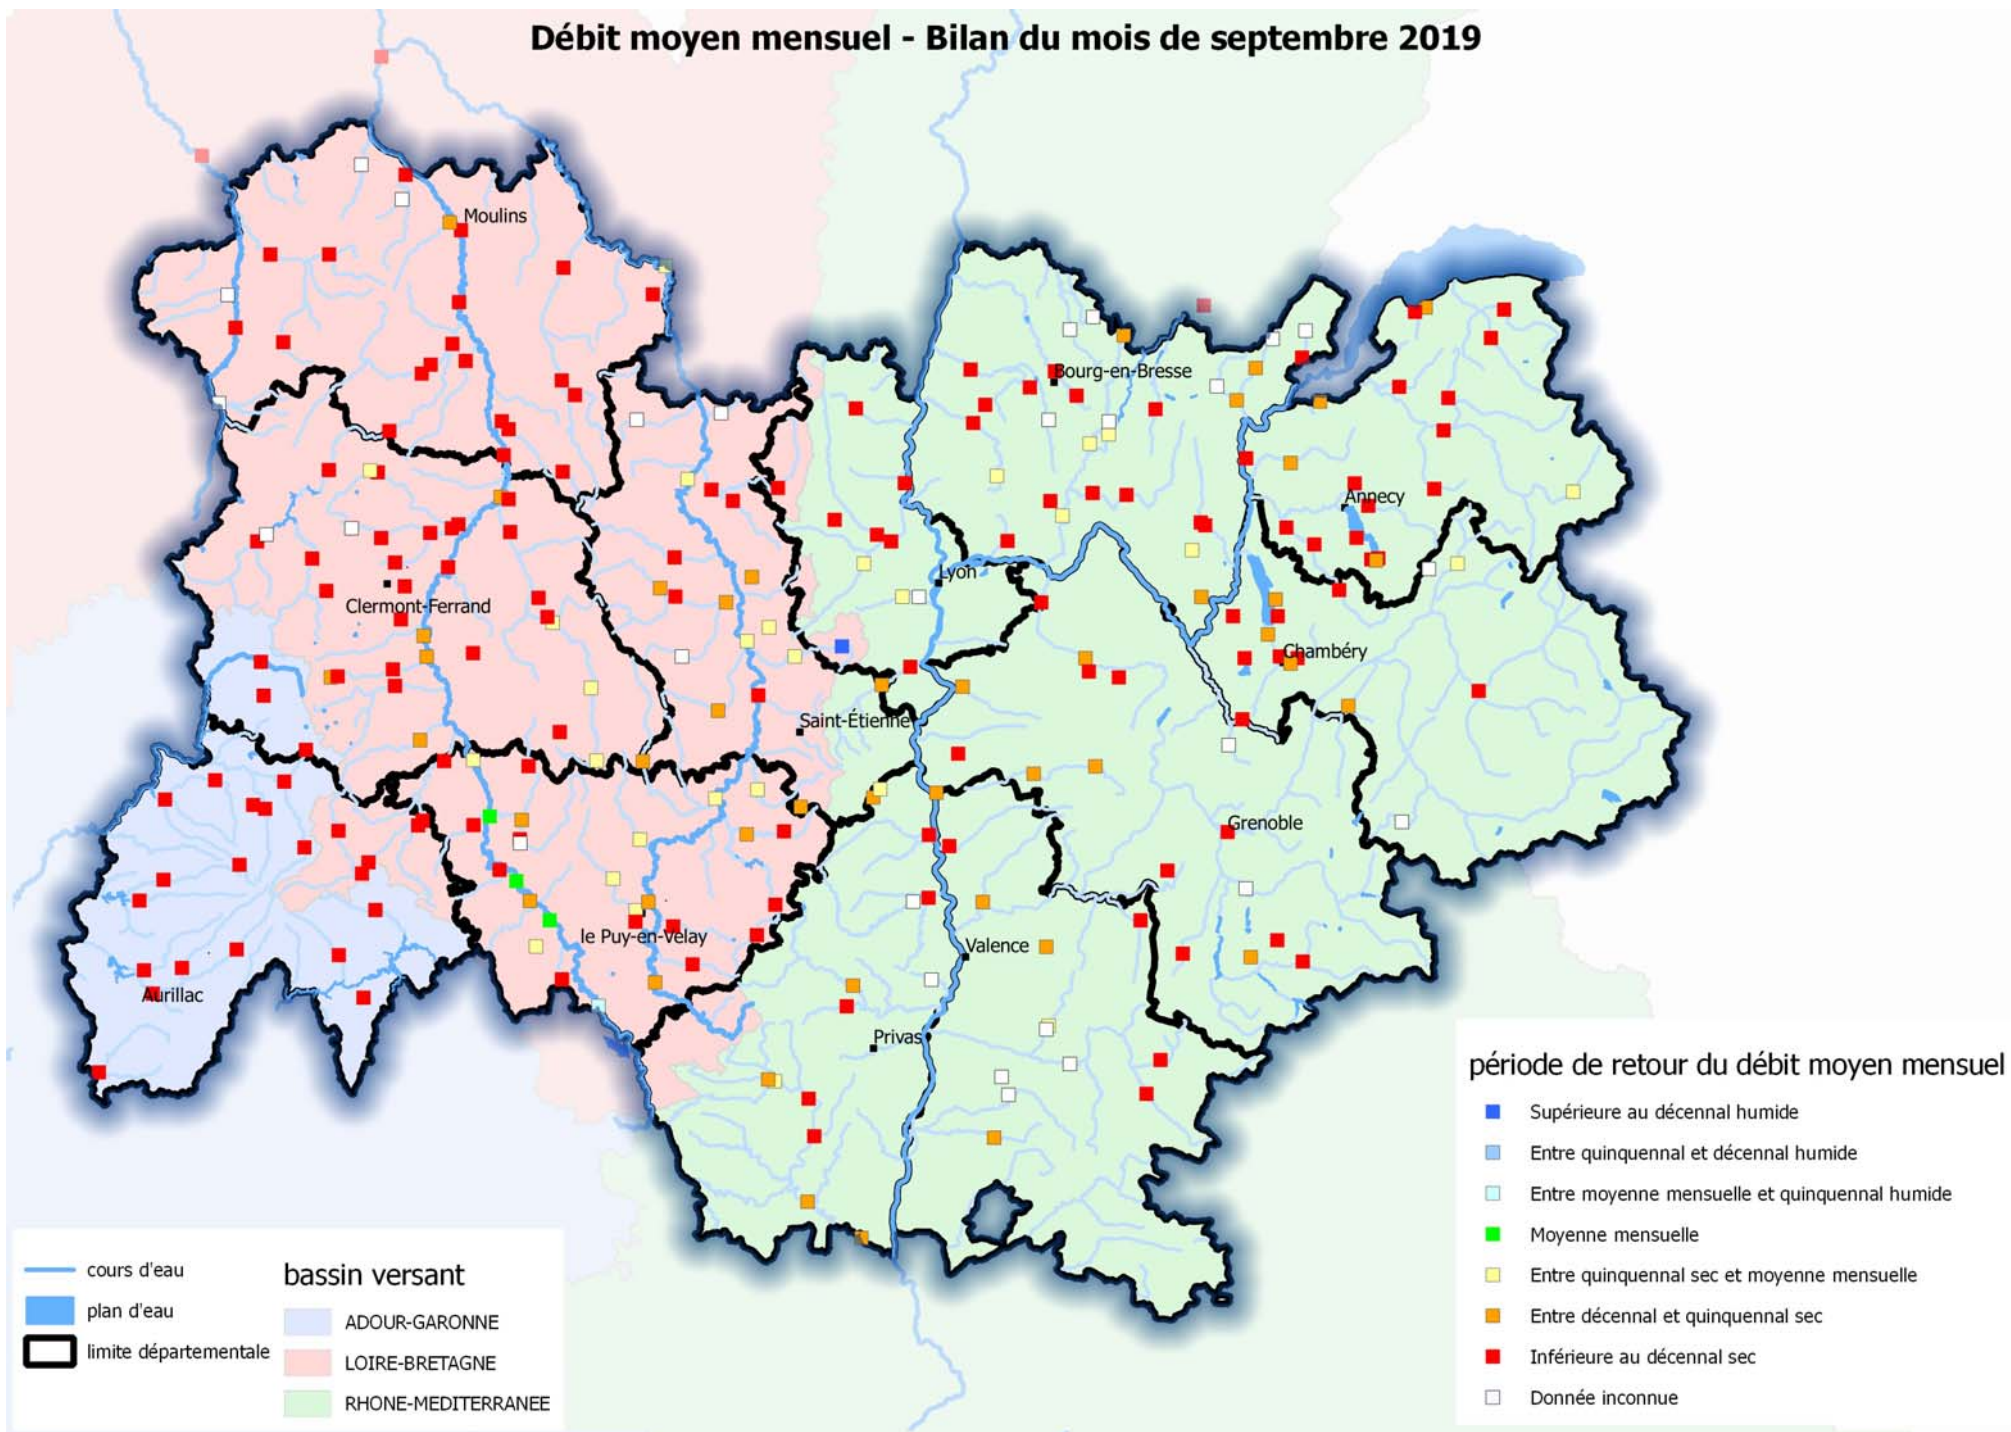 Débit moyen mensuel - Bilan du mois de septembre 2019
Moulins
Bourg-en-Bresse
Annecy
Lyon
Clermont-Ferrand
Chambéry
Saint-Étienne
Grenoble
le Puy-en-Velay
Valence
Aurillac
Privas
période de retour du débit moyen mensuel
Supérieure au décennal humide
Entre quinquennal et décennal humide
Entre moyenne mensuelle et quinquennal humide
Moyenne mensuelle
Entre quinquennal sec et moyenne mensuelle
Entre décennal et quinquennal sec
Inférieure au décennal sec
Donnée inconnue
cours d'eau
plan d'eau
limite départementale
bassin versant
ADOUR-GARONNE
LOIRE-BRETAGNE
RHONE-MEDITERRANEE